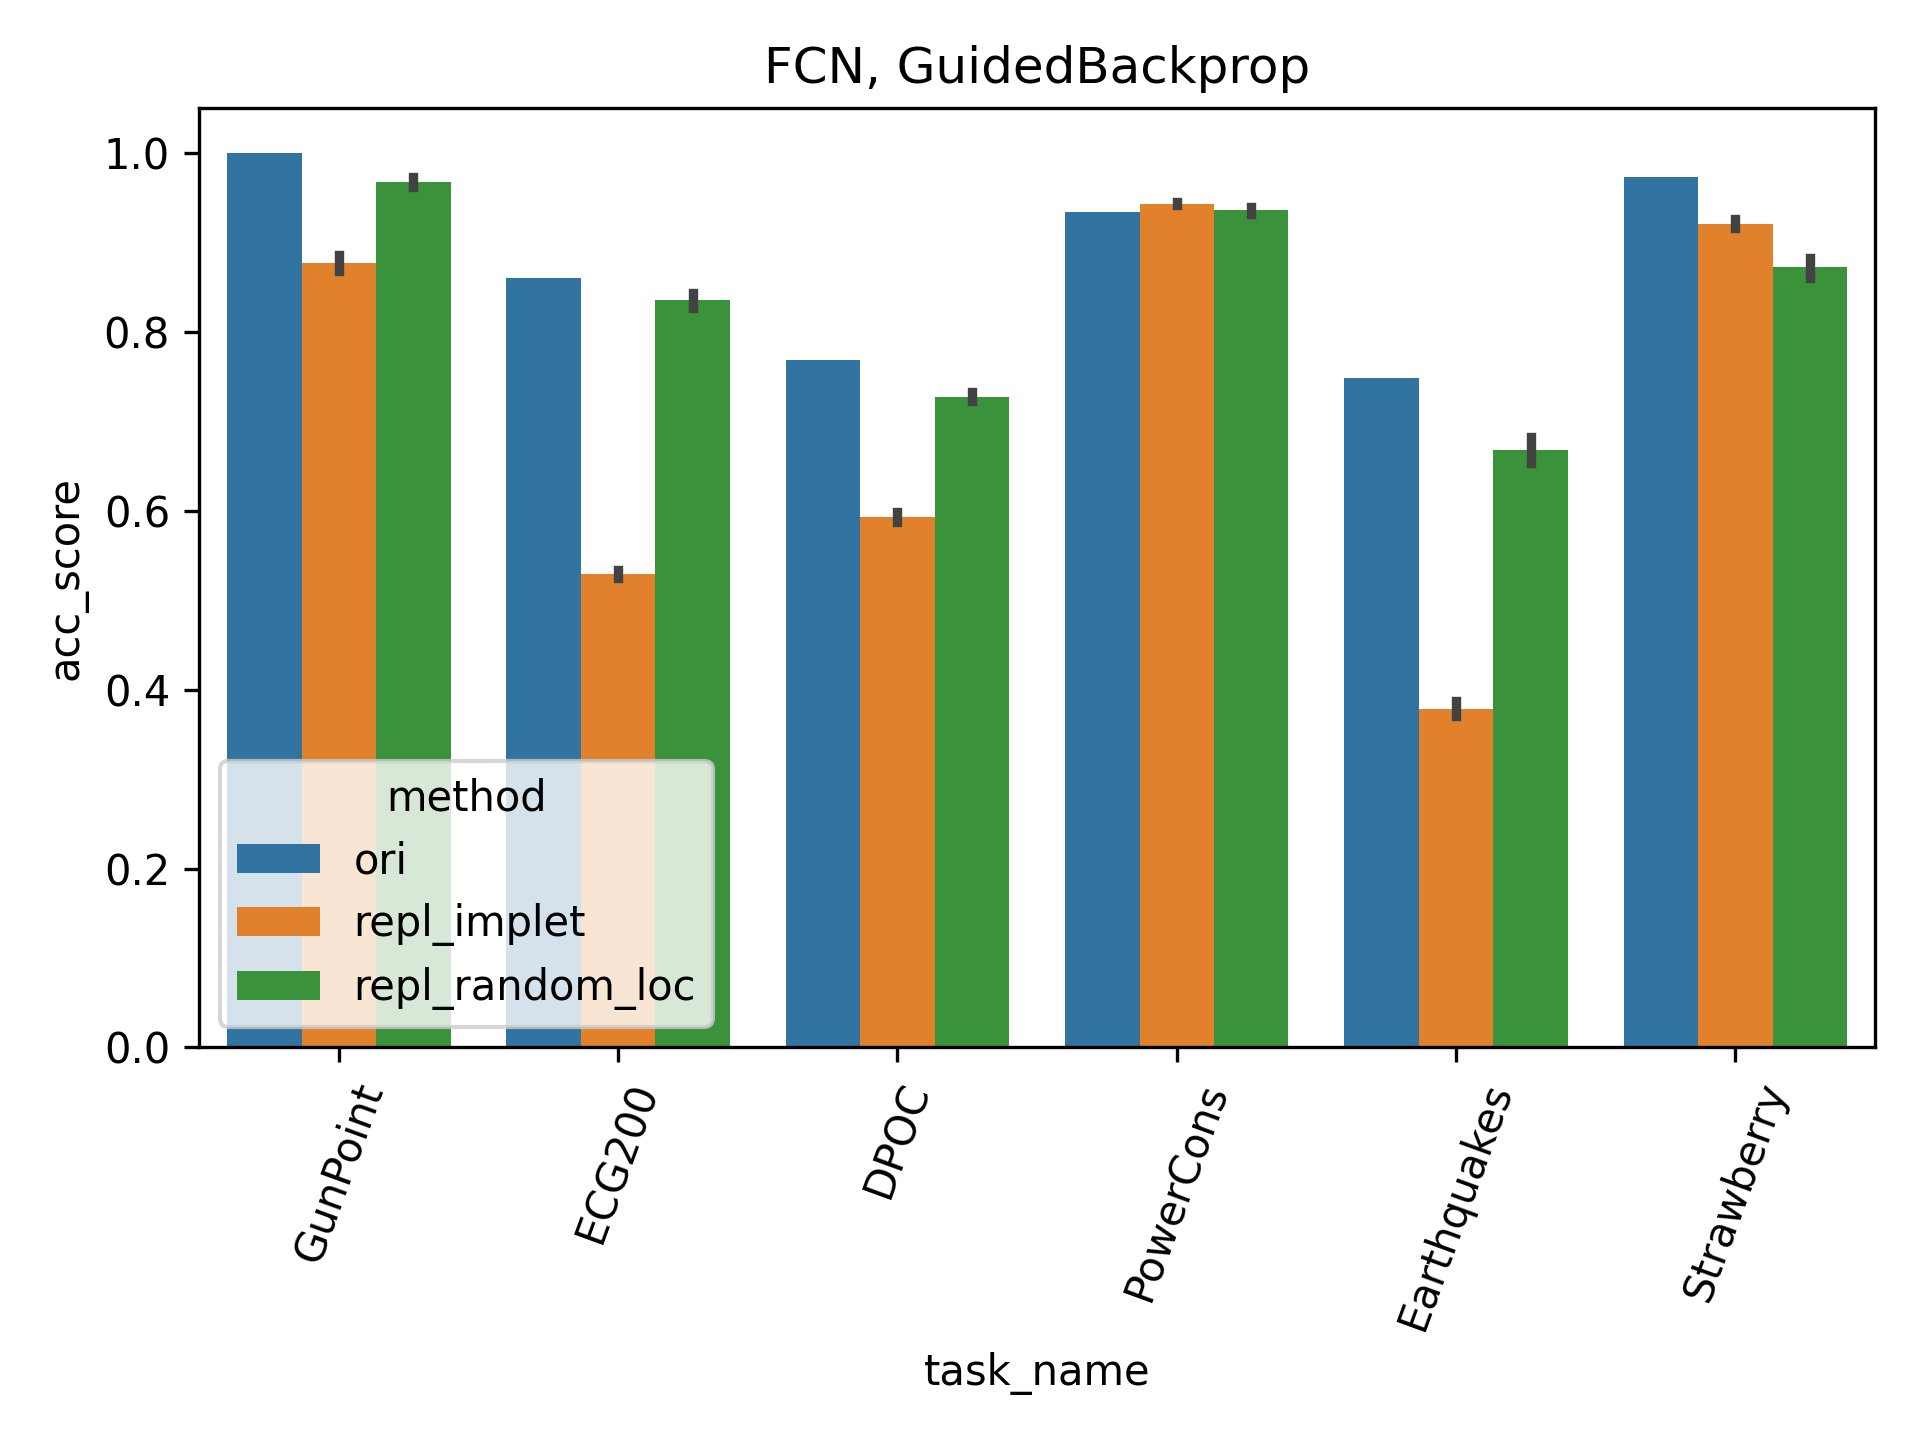 FCN, GuidedBackprop
acc_score
1.0
0.8
0.6
0.4
0.2
0.0
method
ori
repl_implet
repl_random_loc
GunPoint
ECG200
DPOC
PowerCons
Earthquakes
Strawberry
task_name